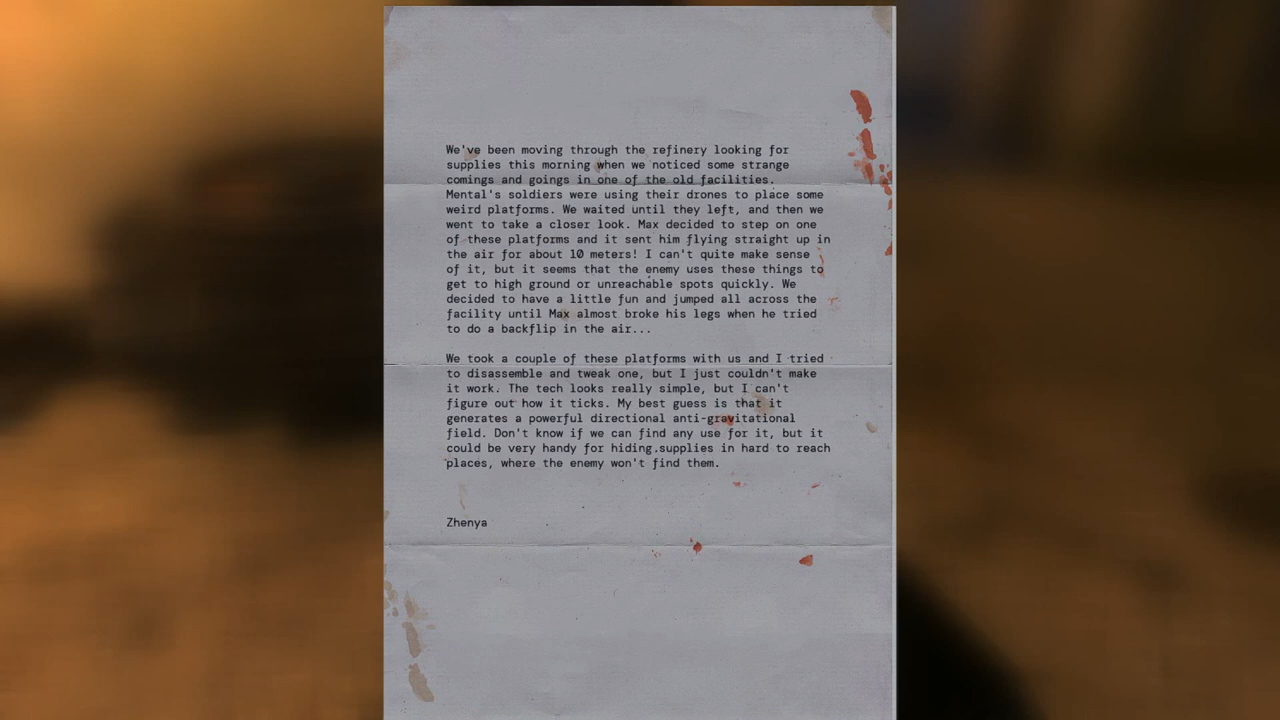 We've been moving through the refinery looking for
supplies this morning when we noticed some strange
comings and goings in one of the old facilities.
Mental's soldiers were using their drones to place some
weird platforms. We waited until they left, and then we
went to take a closer look. Max decided to step on one
of these platforms and it sent him flying straight up in
the air for about 10 meters! I can't quite make sense
of it, but it seems that the enemy uses these things to
get to high ground or unreachable spots quickly. We
decided to have a little fun and jumped all across the
facility until Max almost broke his legs when he tried
to do a backflip in the air...
We took a couple of these platforms with us and I tried
to disassemble and tweak one, but I just couldn't make
it work. The tech looks really simple, but I can't
figure out how it ticks. My best guess is that it
generates a powerful directional anti-gravitational
field. Don't know if we can find any use for it, but it
could be very handy for hiding supplies in hard to reach
places, where the enemy won't find them.
Zhenya